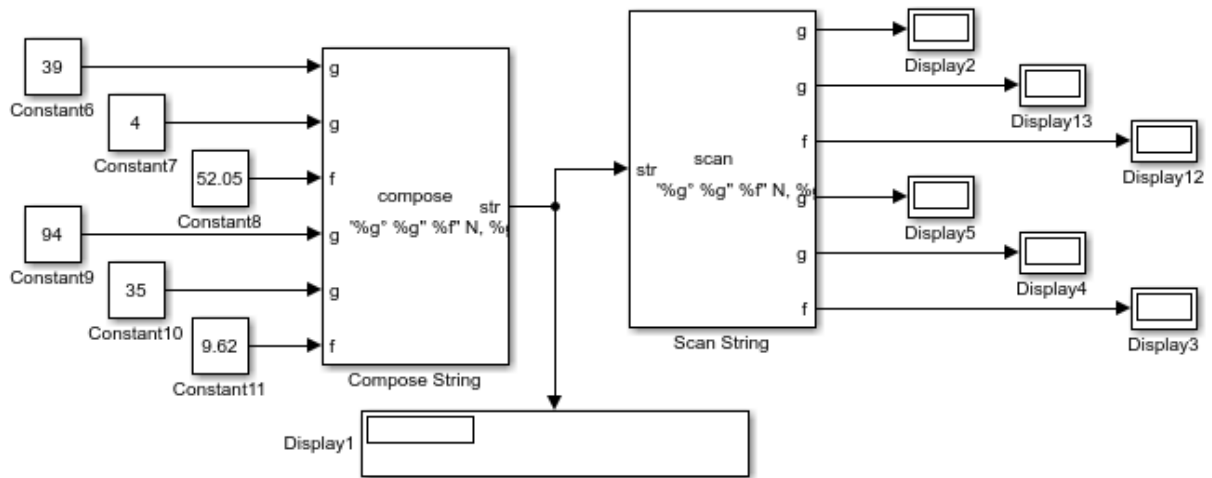 39
Constant6
4
Constant7
52.05
Constant8
94
Constant9
35
Constant10
9.62
Constant11
g
g
f
g
g
f
compose
"%g° %g'' %f" N, %g
str
Compose String
Display1
str
scan
"%g° %g'' %f" N, %g
g
g
f
g
g
f
Scan String
Display2
Display13
Display12
Display5
Display4
Display3